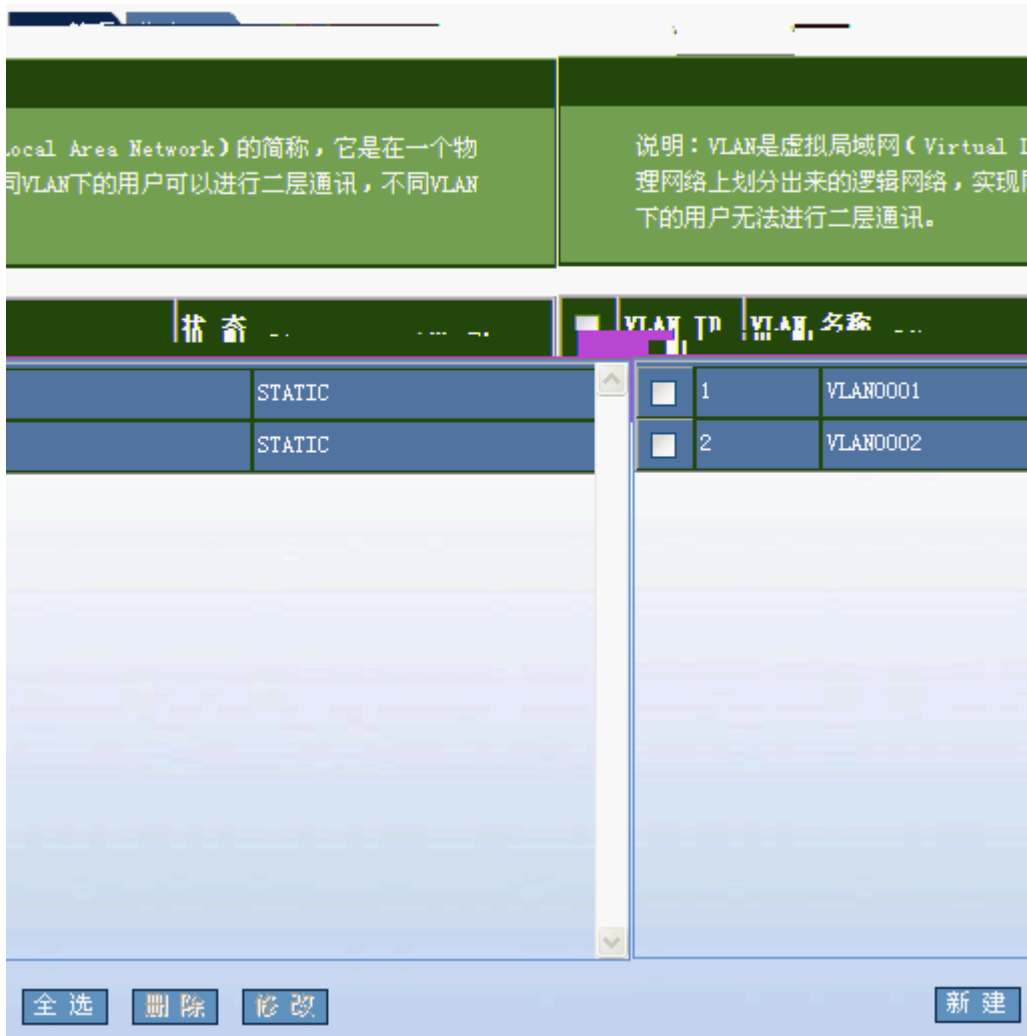 Local Area Network)的简称，它是在一个物
同VLAN下的用户可以进行二层通讯，不同VLAN
说明：VLAN是虚拟局域网(Virtual
理网络上划分出来的逻辑网络，实现
下的用户无法进行二层通讯。
状 态
VLAN ID VLAN 名称
STATIC
STATIC
1 VLAN0001
2 VLAN0002
全 选 删 除 修 改
新 建